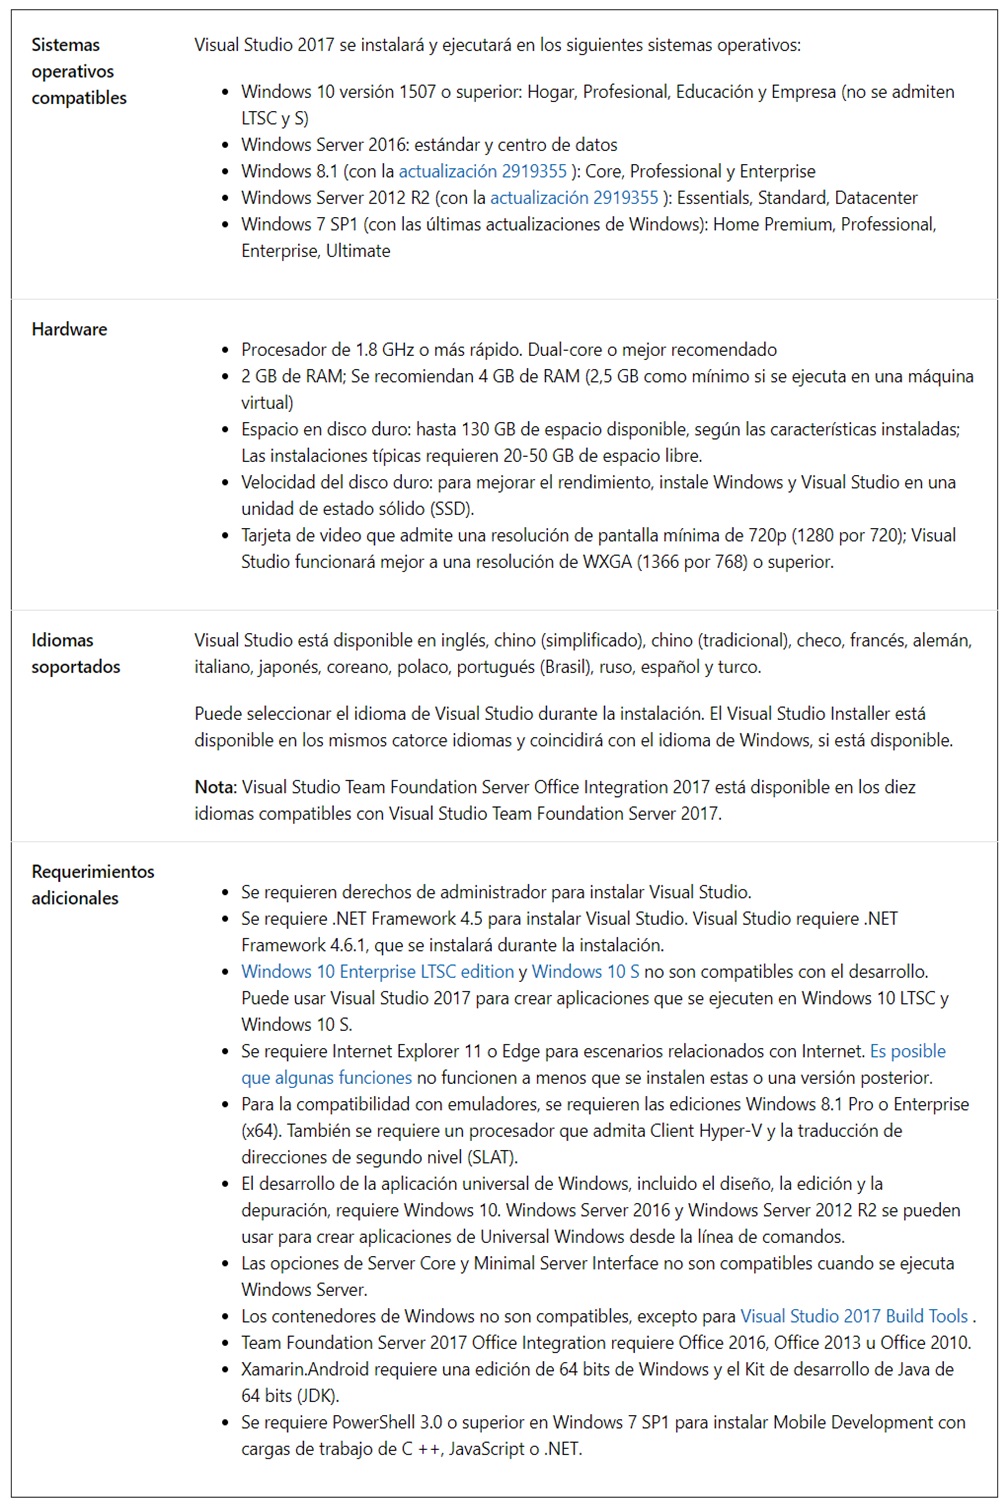 Sistemas
operativos
compatibles
Visual Studio 2017 se instalará y ejecutará en los siguientes sistemas operativos:
• Windows 10 versión 1507 o superior: Hogar, Profesional, Educación y Empresa (no se admiten
LTSC y S)
• Windows Server 2016: estándar y centro de datos
• Windows 8.1 (con la actualización 2919355 ): Core, Professional y Enterprise
• Windows Server 2012 R2 (con la actualización 2919355 ): Essentials, Standard, Datacenter
• Windows 7 SP1 (con las últimas actualizaciones de Windows): Home Premium, Professional,
Enterprise, Ultimate
Hardware
• Procesador de 1.8 GHz o más rápido. Dual-core o mejor recomendado
• 2 GB de RAM; Se recomiendan 4 GB de RAM (2,5 GB como mínimo si se ejecuta en una máquina
virtual)
• Espacio en disco duro: hasta 130 GB de espacio disponible, según las características instaladas;
Las instalaciones típicas requieren 20-50 GB de espacio libre.
• Velocidad del disco duro: para mejorar el rendimiento, instale Windows y Visual Studio en una
unidad de estado sólido (SSD).
• Tarjeta de video que admite una resolución de pantalla mínima de 720p (1280 por 720); Visual
Studio funcionará mejor a una resolución de WXGA (1366 por 768) o superior.
Idiomas
soportados
Visual Studio está disponible en inglés, chino (simplificado), chino (tradicional), checo, francés, alemán,
italiano, japonés, coreano, polaco, portugués (Brasil), ruso, español y turco.
Puede seleccionar el idioma de Visual Studio durante la instalación. El Visual Studio Installer está
disponible en los mismos catorce idiomas y coincidirá con el idioma de Windows, si está disponible.
Nota: Visual Studio Team Foundation Server Office Integration 2017 está disponible en los diez
idiomas compatibles con Visual Studio Team Foundation Server 2017.
Requerimientos
adicionales
• Se requieren derechos de administrador para instalar Visual Studio.
• Se requiere .NET Framework 4.5 para instalar Visual Studio. Visual Studio requiere .NET
Framework 4.6.1, que se instalará durante la instalación.
• Windows 10 Enterprise LTSC edition y Windows 10 S no son compatibles con el desarrollo.
Puede usar Visual Studio 2017 para crear aplicaciones que se ejecuten en Windows 10 LTSC y
Windows 10 S.
• Se requiere Internet Explorer 11 o Edge para escenarios relacionados con Internet. Es posible
que algunas funciones no funcionen a menos que se instalen estas o una versión posterior.
• Para la compatibilidad con emuladores, se requieren las ediciones Windows 8.1 Pro o Enterprise
(x64). También se requiere un procesador que admita Client Hyper-V y la traducción de
direcciones de segundo nivel (SLAT).
• El desarrollo de la aplicación universal de Windows, incluido el diseño, la edición y la
depuración, requiere Windows 10. Windows Server 2016 y Windows Server 2012 R2 se pueden
usar para crear aplicaciones de Universal Windows desde la línea de comandos.
• Las opciones de Server Core y Minimal Server Interface no son compatibles cuando se ejecuta
Windows Server.
• Los contenedores de Windows no son compatibles, excepto para Visual Studio 2017 Build Tools .
• Team Foundation Server 2017 Office Integration requiere Office 2016, Office 2013 u Office 2010.
• Xamarin.Android requiere una edición de 64 bits de Windows y el Kit de desarrollo de Java de
64 bits (JDK).
• Se requiere PowerShell 3.0 o superior en Windows 7 SP1 para instalar Mobile Development con
cargas de trabajo de C ++, JavaScript o .NET.